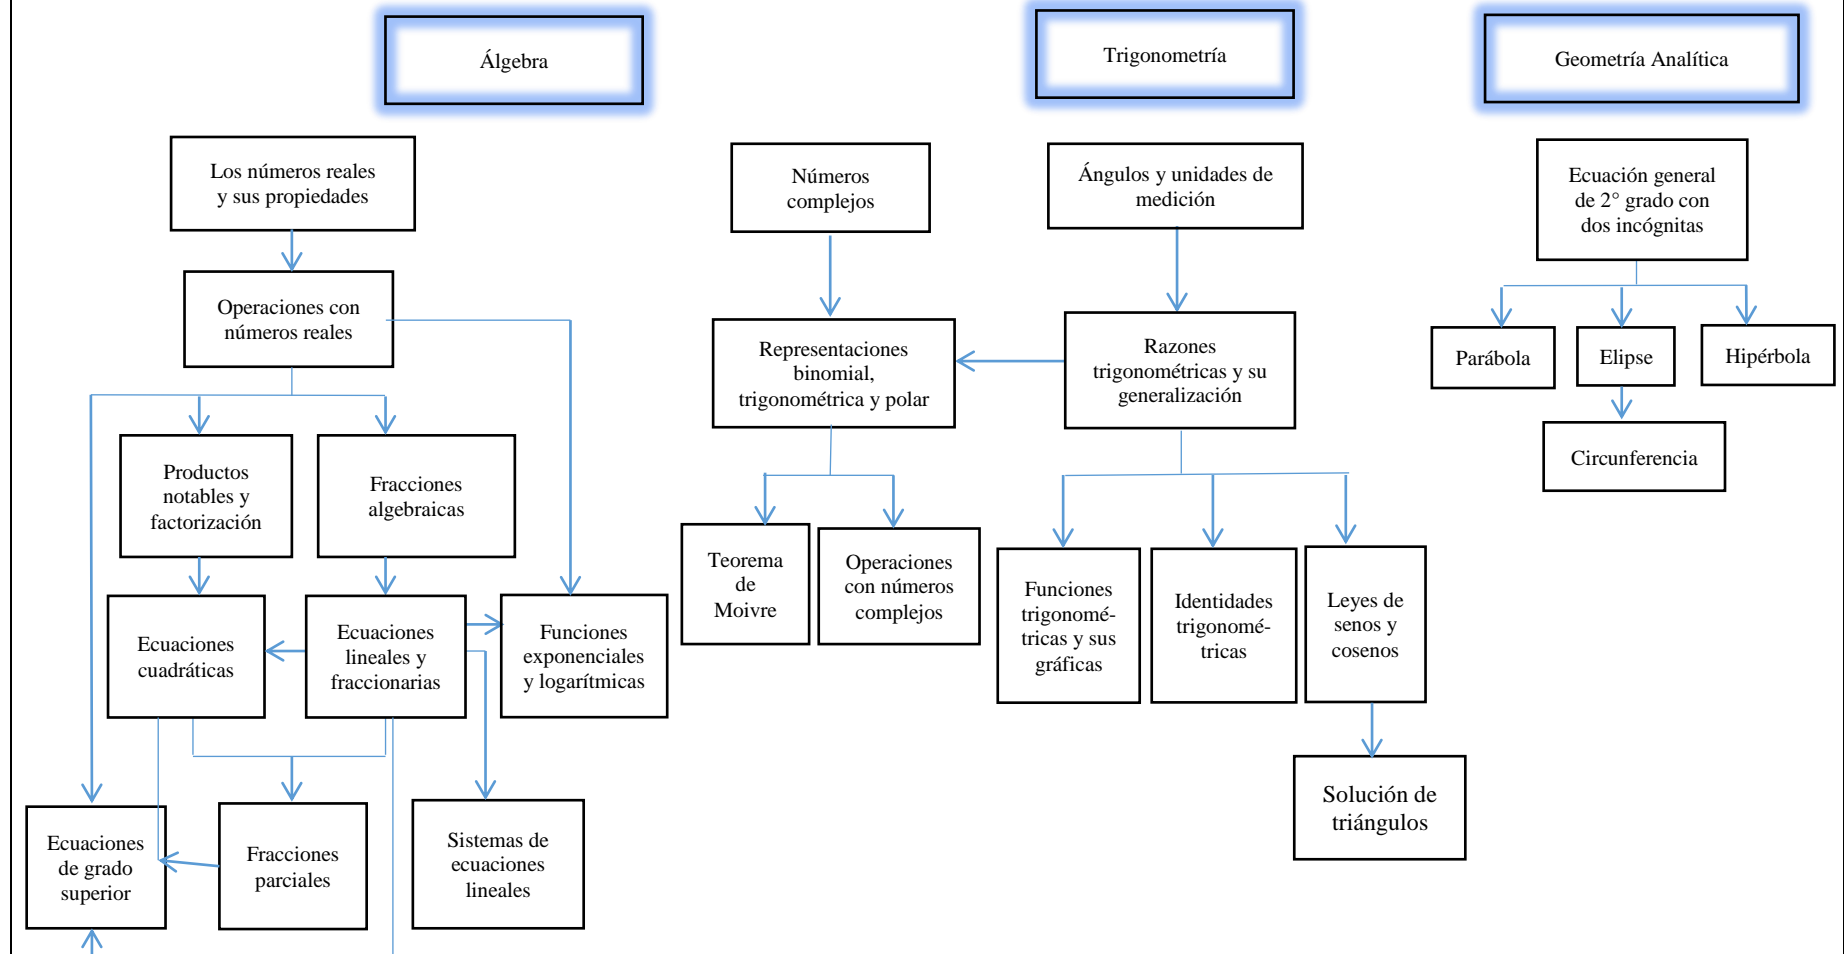 Álgebra
Trigonometría
Geometría Analítica
Los números reales
y sus propiedades
Números
complejos
Ángulos y unidades de
medición
Ecuación general
de 2° grado con
dos incógnitas
Operaciones con
números reales
Representaciones
binomial,
trigonométrica y polar
Razones
trigonométricas y su
generalización
Parábola
Elipse
Hipérbola
Circunferencia
Productos
notables y
factorización
Fracciones
algebraicas
Teorema
de
Moivre
Operaciones
con números
complejos
Funciones
trigonomé-
tricas y sus
gráficas
Identidades
trigonomé-
tricas
Leyes de
senos y
cosenos
Ecuaciones
cuadráticas
Ecuaciones
lineales y
fraccionarias
Funciones
exponenciales
y logarítmicas
Solución de
triángulos
Ecuaciones
de grado
superior
Fracciones
parciales
Sistemas de
ecuaciones
lineales